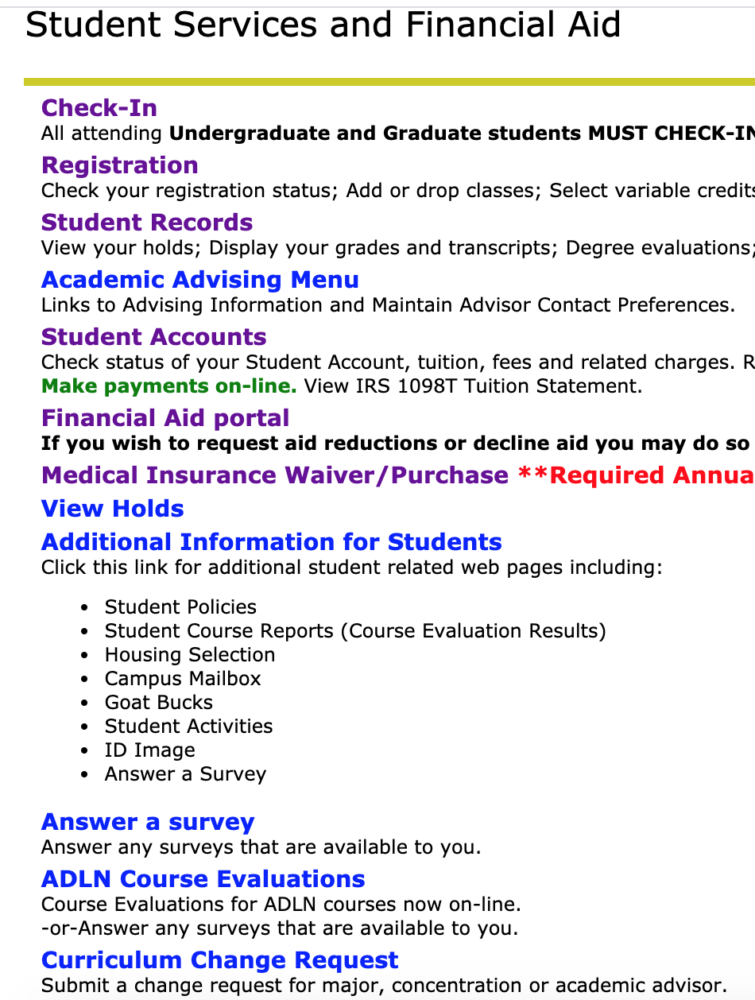 Student Services and Financial Aid
Check-In
All attending Undergraduate and Graduate students MUST CHECK-IN
Registration
Check your registration status; Add or drop classes; Select variable credits
Student Records
View your holds; Display your grades and transcripts; Degree evaluations;
Academic Advising Menu
Links to Advising Information and Maintain Advisor Contact Preferences.
Student Accounts
Check status of your Student Account, tuition, fees and related charges. R
Make payments on-line. View IRS 1098T Tuition Statement.
Financial Aid portal
If you wish to request aid reductions or decline aid you may do so
Medical Insurance Waiver/Purchase **Required Annua
View Holds
Additional Information for Students
Click this link for additional student related web pages including:
• Student Policies
• Student Course Reports (Course Evaluation Results)
• Housing Selection
• Campus Mailbox
• Goat Bucks
• Student Activities
• ID Image
• Answer a Survey
Answer a survey
Answer any surveys that are available to you.
ADLN Course Evaluations
Course Evaluations for ADLN courses now on-line.
-or-Answer any surveys that are available to you.
Curriculum Change Request
Submit a change request for major, concentration or academic advisor.